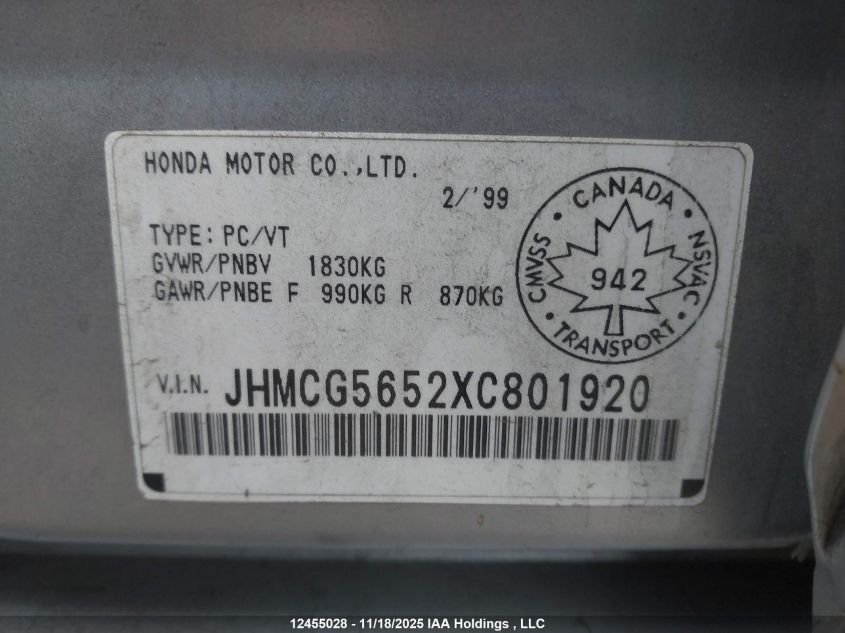 HONDA MOTOR CO.,LTD.
2/'99
TYPE: PC/VT
GVWR/PNBV 1830KG
GAWR/PNBE F 990KG R 870KG
CANADA
CMVSS
NSVAC
942
TRANSPORT
V.I.N. JHMCG5652XC801920
12455028 - 11/18/2025 IAA Holdings , LLC